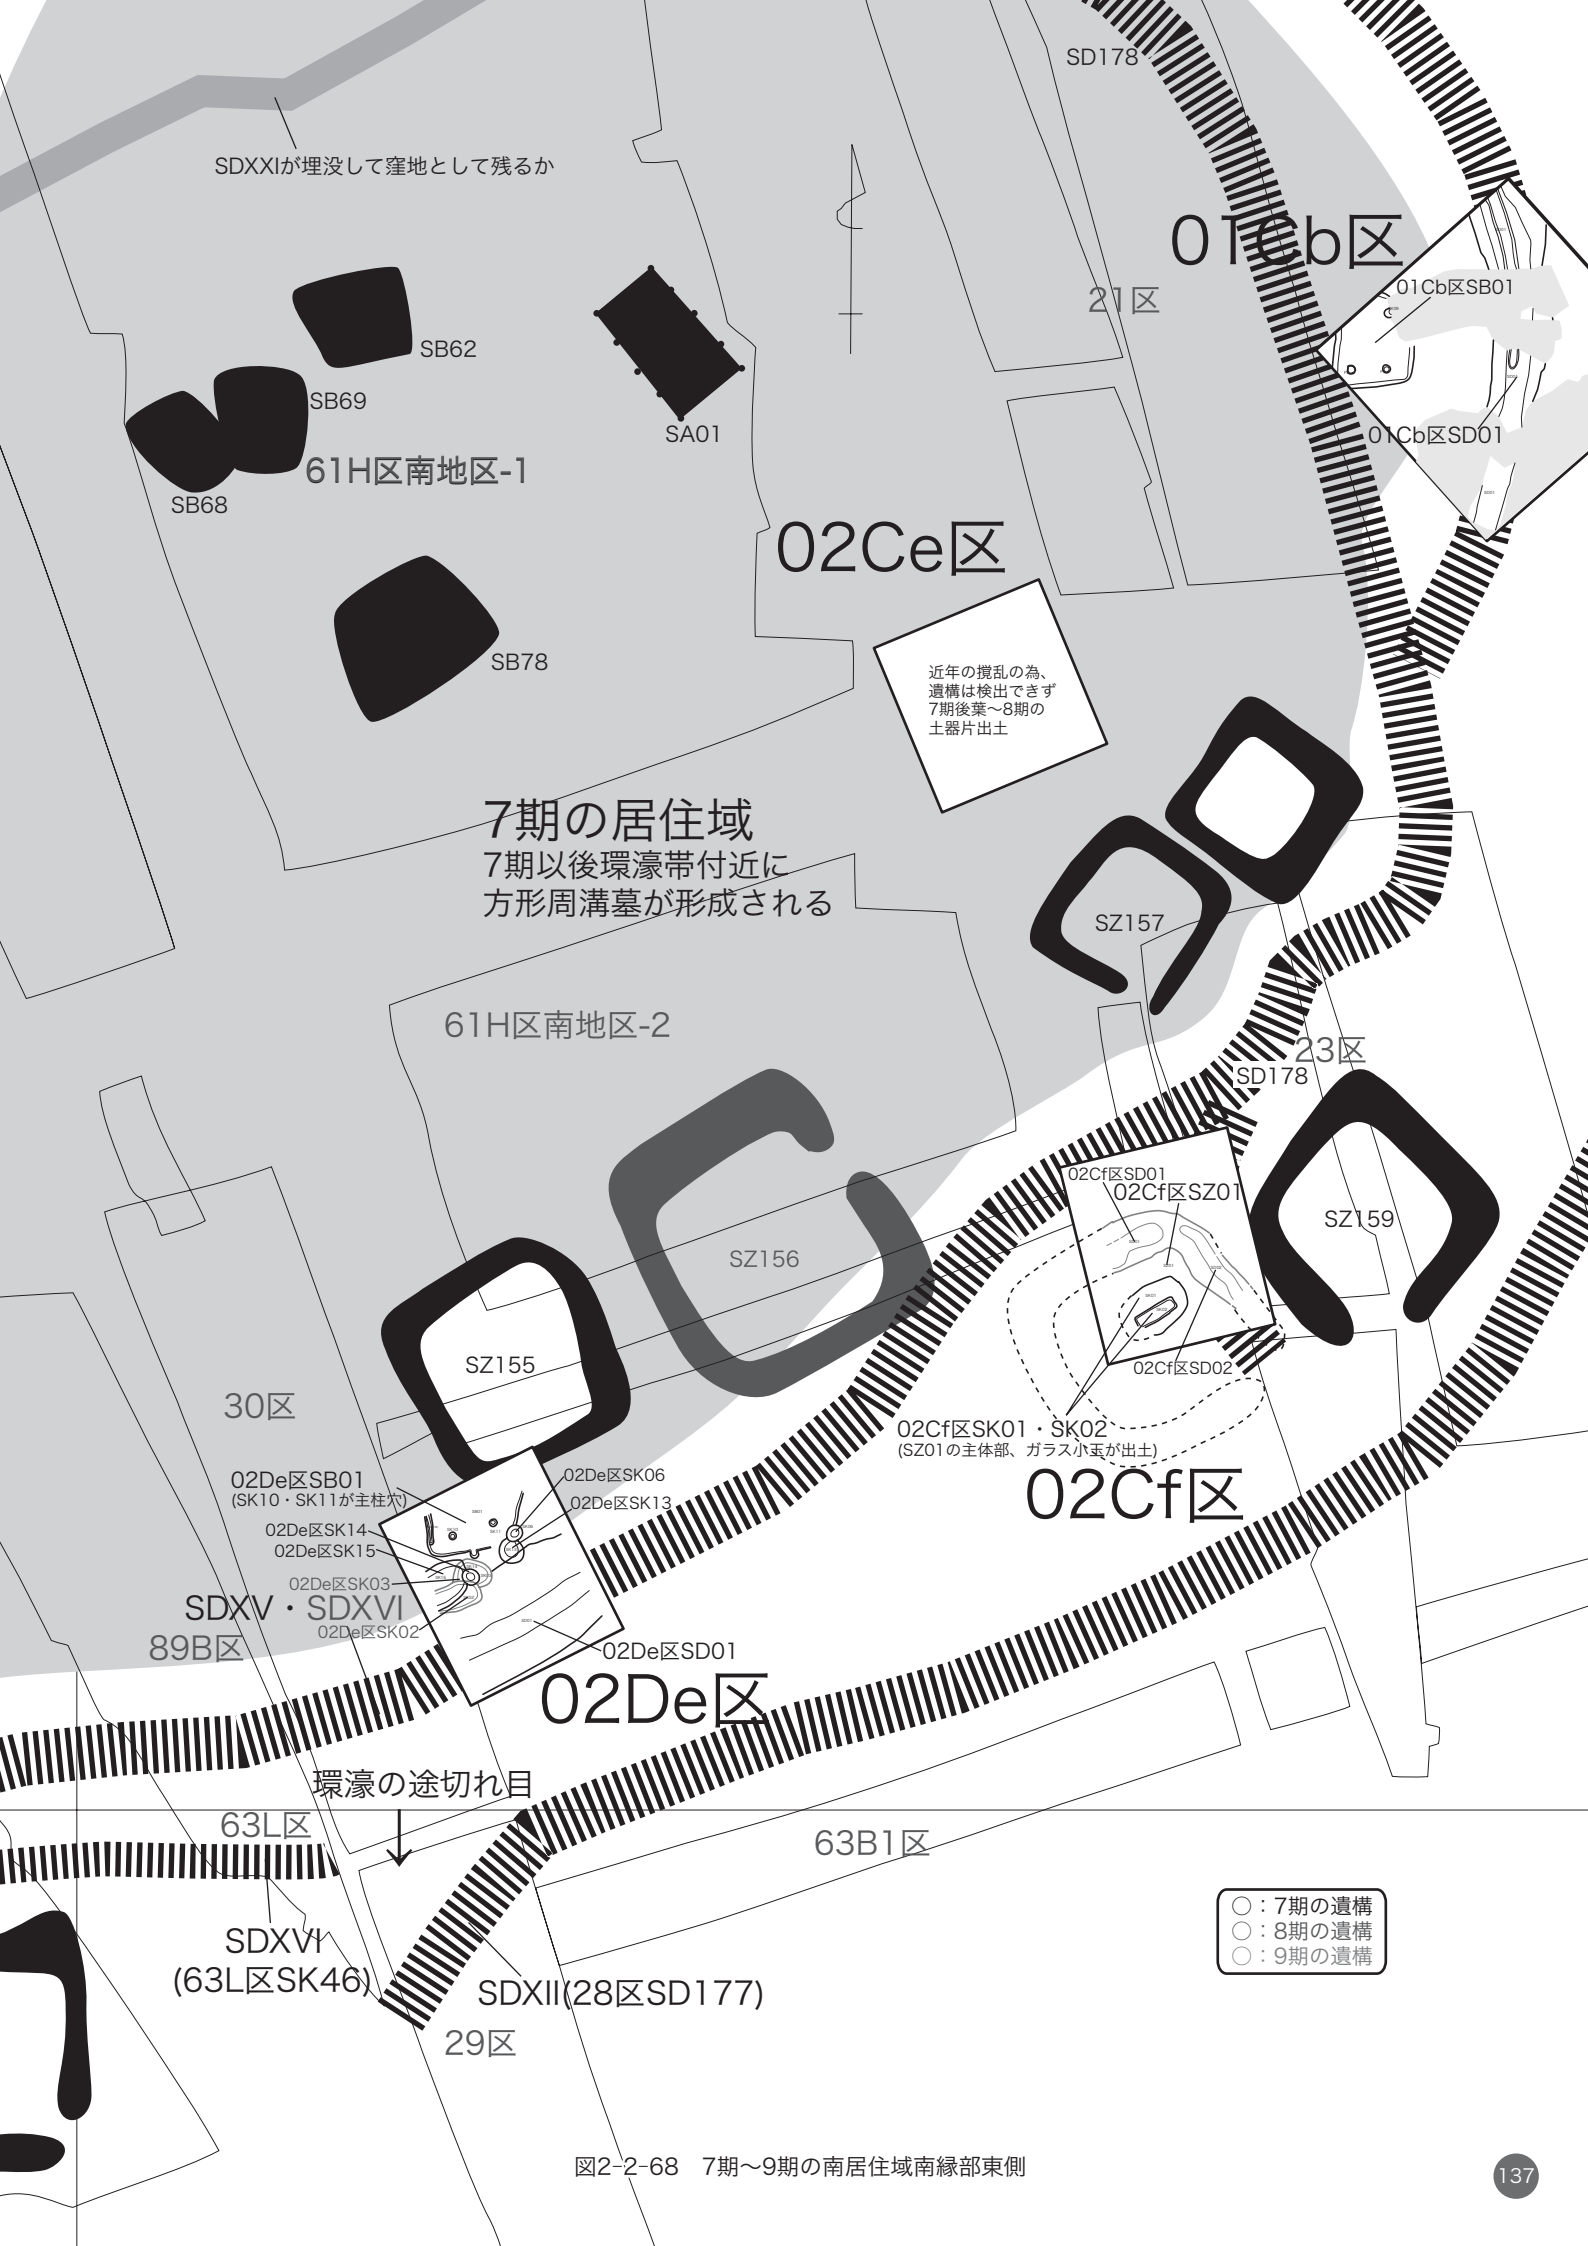 SD178
SDXXIが埋没して窪地として残るか
01Cb区
01Cb区SB01
21区
SB62
SB69
SA01
01Cb区SD01
61H区南地区-1
SB68
02Ce区
SB78
近年の撹乱の為、
遺構は検出できず
7期後葉～8期の
土器片出土
7期の居住域
7期以後環濠帯付近に
方形周溝墓が形成される
SZ157
61H区南地区-2
23区
SD178
02Cf区SD01
02Cf区SZ01
SZ159
SZ156
SZ155
02Cf区SD02
30区
02Cf区SK01・SK02
(SZ01の主体部、ガラス小玉が出土)
02Cf区
02De区SB01
(SK10・SK11が主柱穴)
02De区SK06
02De区SK13
02De区SK14
02De区SK15
02De区SK03
SDXV・SDXVI
02De区SK02
89B区
02De区SD01
02De区
環濠の途切れ目
63L区
63B1区
SDXVI
(63L区SK46)
SDXII(28区SD177)
29区
〇：7期の遺構
〇：8期の遺構
〇：9期の遺構
図2-2-68　7期～9期の南居住域南縁部東側
137